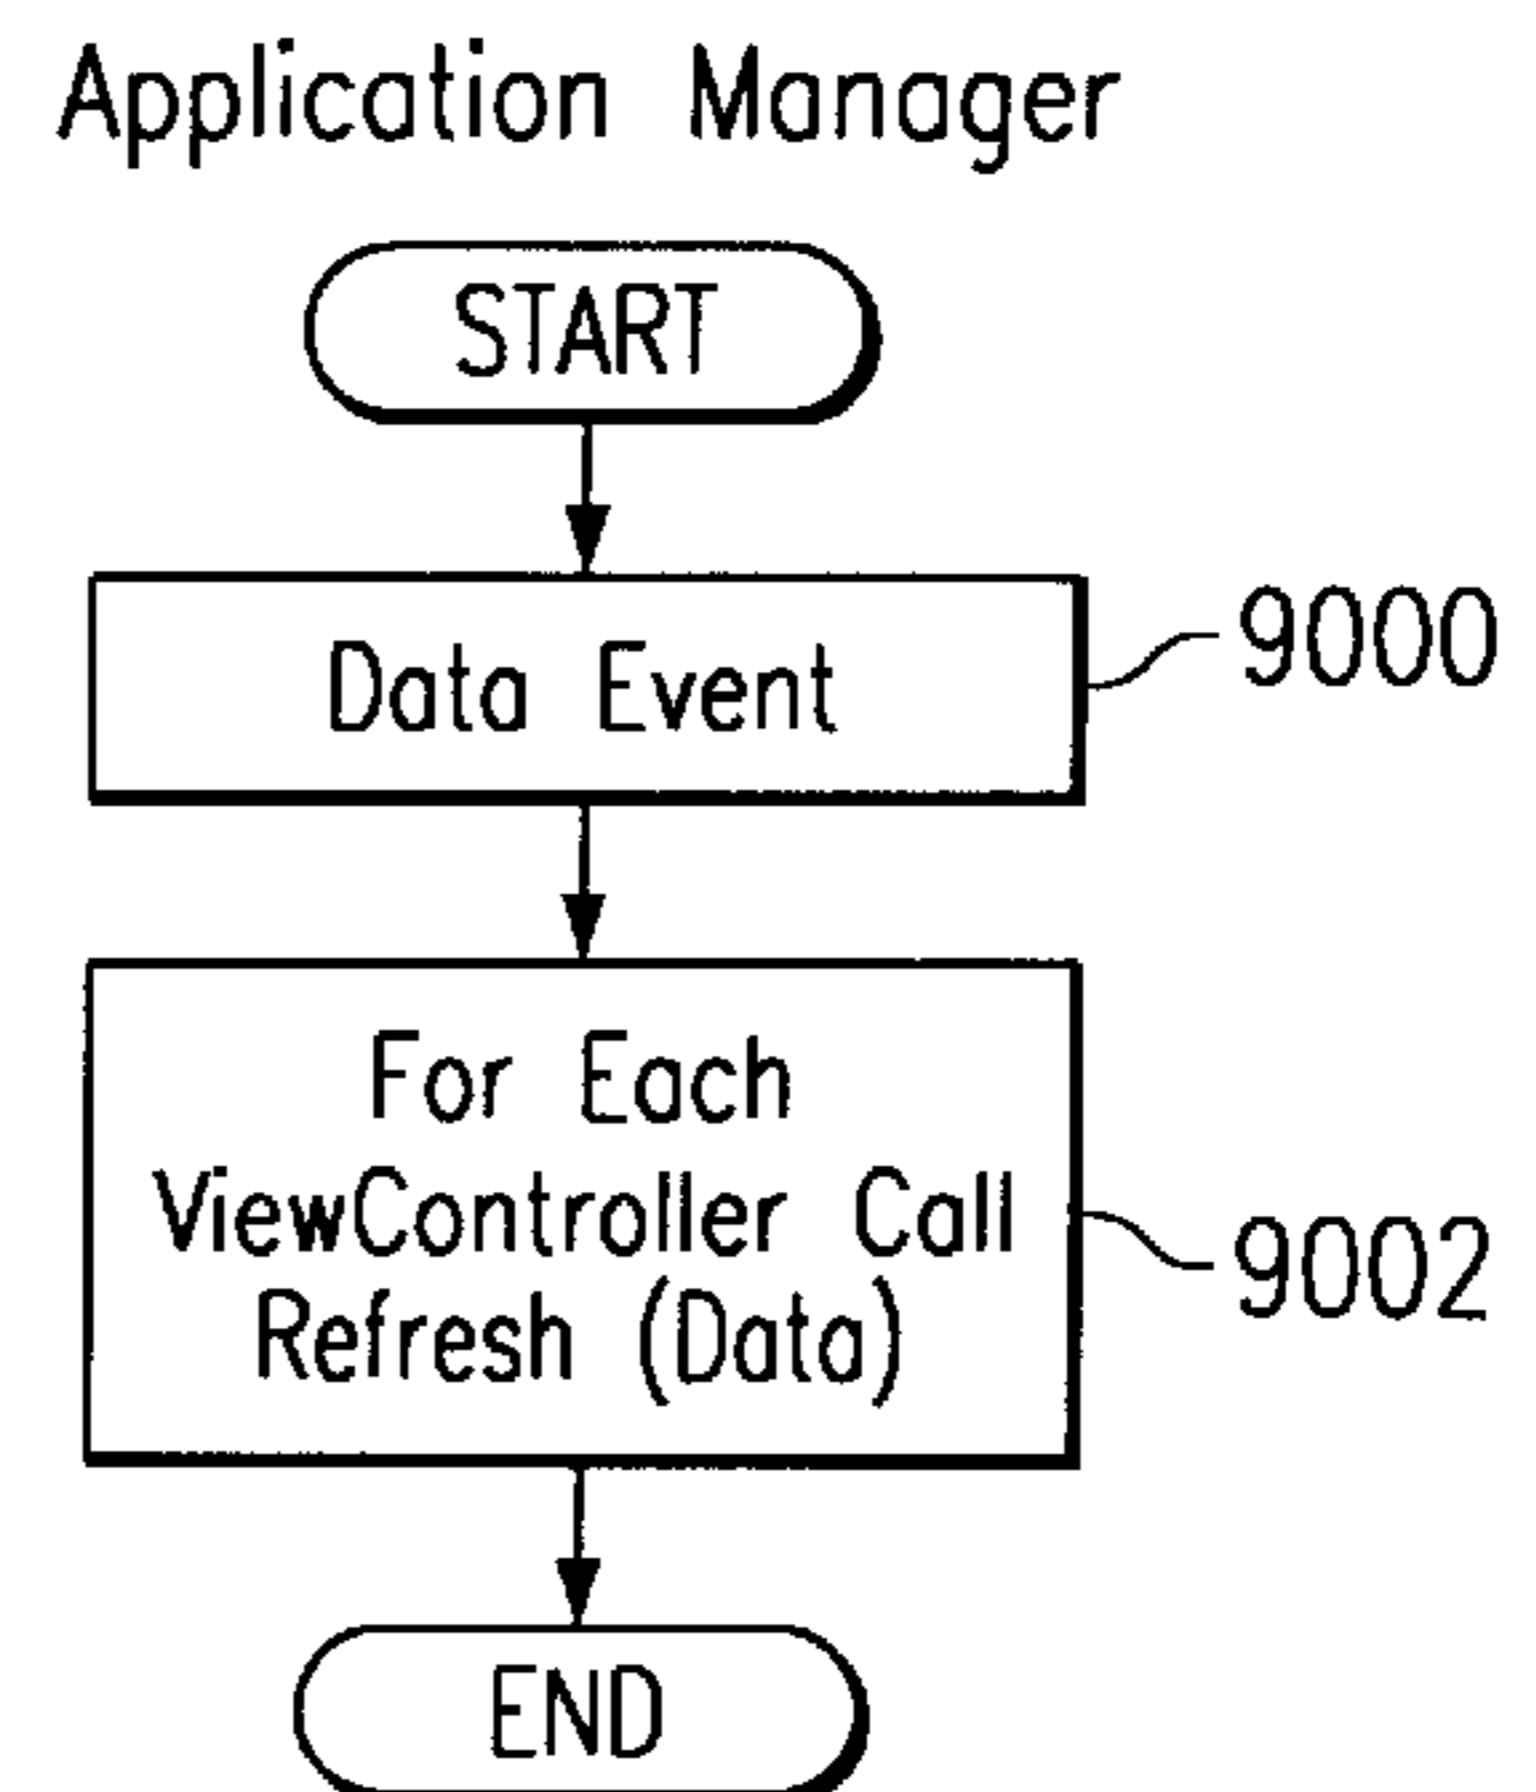 Application Manager
START
Data Event
9000
For Each
ViewController Call
Refresh (Data)
9002
END